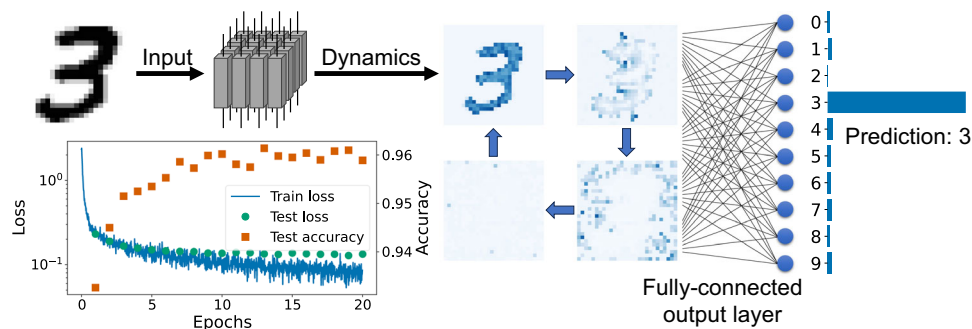 Input
Dynamics
0
1
2
3
4
5
6
7
8
9
Prediction: 3
Fully-connected
output layer
Loss
10⁰
10⁻¹
0.96
0.95
0.94
Accuracy
Train loss
Test loss
Test accuracy
0 5 10 15 20
Epochs